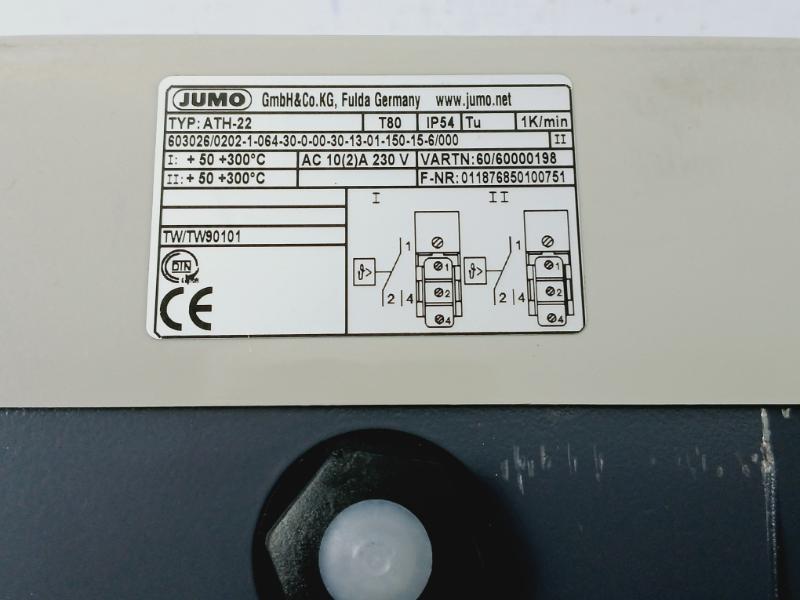 JUMO GmbH&Co.KG, Fulda Germany www.jumo.net
TYP: ATH-22 T80 IP54 Tu 1K/min
603026/0202-1-064-30-0-00-30-13-01-150-15-6/000 II
I: + 50 +300°C AC 10(2)A 230 V VARTN: 60/60000198
II: + 50 +300°C F-NR: 011876850100751
I II
TW/TW90101
DIN
CE
ϑ> 1 2 4 1 2 4
ϑ> 1 2 4 1 2 4